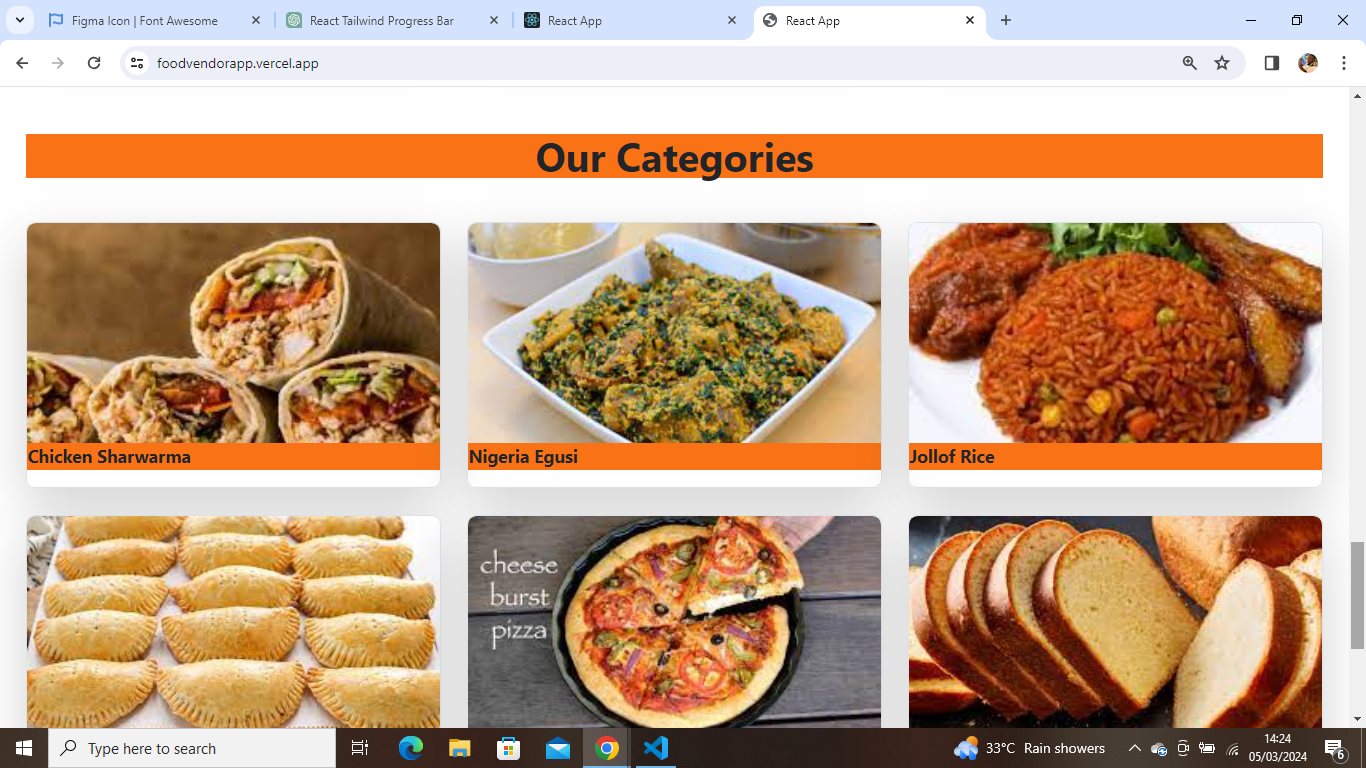 Figma Icon | Font Awesome
React Tailwind Progress Bar
React App
React App
foodvendorapp.vercel.app
Our Categories
Chicken Sharwarma
Nigeria Egusi
Jollof Rice
cheese
burst
pizza
Type here to search
33°C Rain showers
14:24
05/03/2024
6